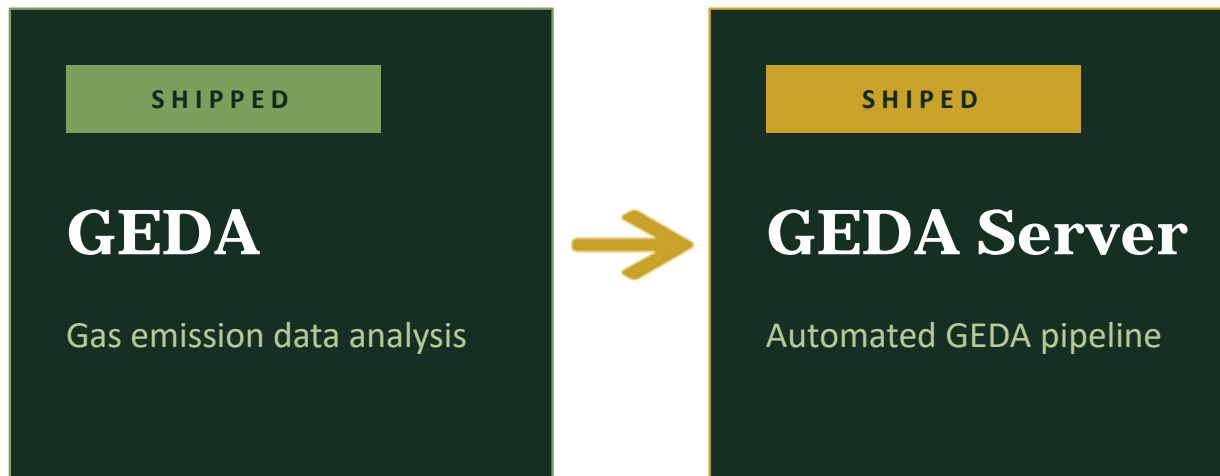 SHIPPED
GEDA
Gas emission data analysis
SHIPED
GEDA Server
Automated GEDA pipeline